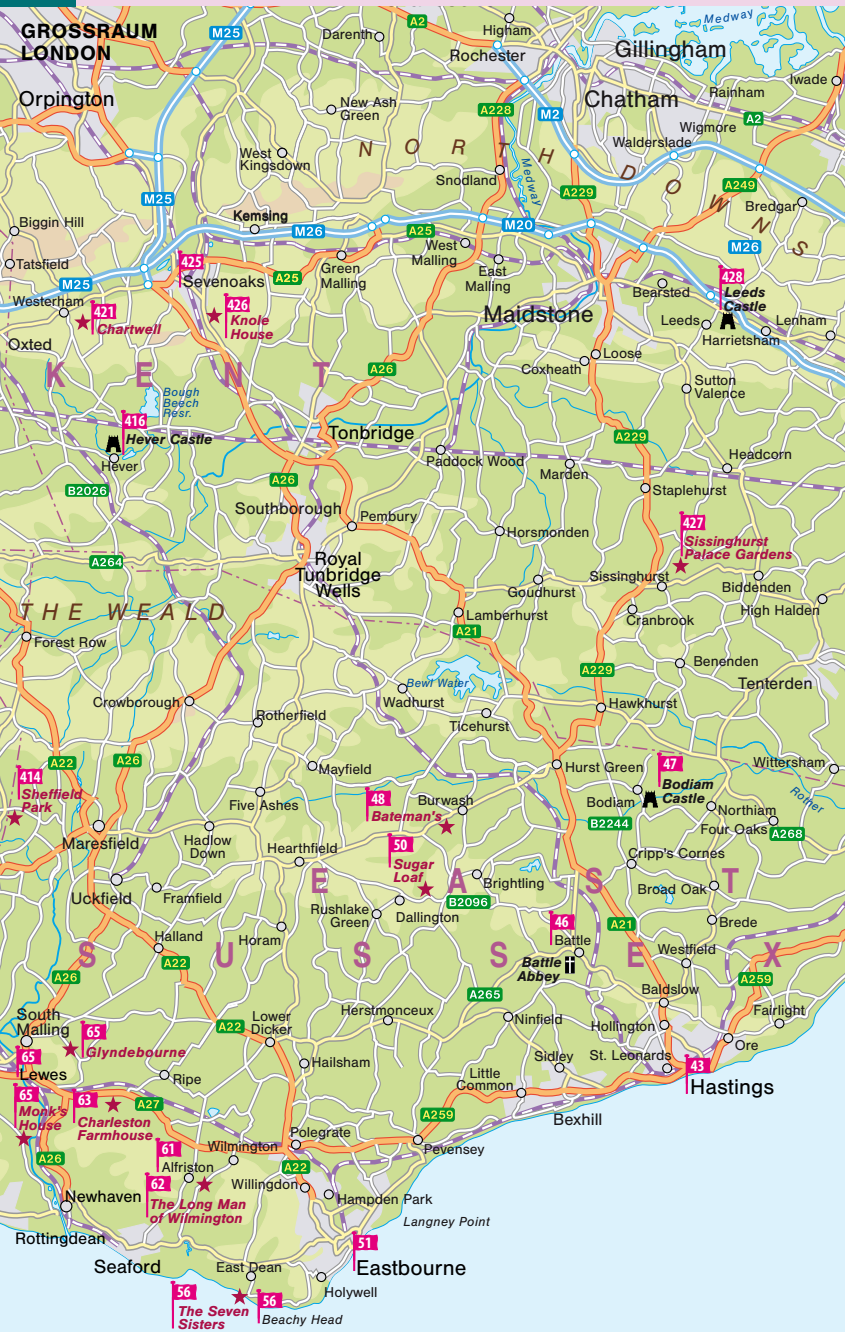 GROSSRAUM
LONDON
M25
Darenth
A2
Higham
Medway
Rochester
Gillingham
Iwade
Orpington
New Ash
Green
A228
Chatham
Rainham
M2
Wigmore
A2
Walderslade
West
Kingsdown
NORTH
DOWNS
Medway
Snodland
M25
A229
A249
Bredgar
Biggin Hill
Kemsing
M26
A25
M20
M26
West
Malling
Tatsfield
425
Sevenoaks
A25
Green
Malling
East
Malling
428
Leeds
Castle
M25
Westerham
421
Chartwell
426
Knole
House
Bearsted
Maidstone
Leeds
Lenham
Harrietsham
Oxted
Loose
Coxheath
KENT
A26
Sutton
Valence
Bough
Beech
Resr.
416
Hever Castle
Hever
Tonbridge
A229
Paddock Wood
Marden
Headcorn
A26
B2026
Staplehurst
Southborough
Pembury
Horsmonden
427
Sissinghurst
Palace Gardens
A264
Royal
Tunbridge
Wells
Sissinghurst
Goudhurst
Biddenden
THE WEALD
Lamberhurst
High Halden
Cranbrook
A21
Forest Row
A229
Benenden
Bewl Water
Tenterden
Crowborough
Wadhurst
Hawkhurst
Rotherfield
Ticehurst
A22
A26
Mayfield
Hurst Green
47
Bodiam
Castle
Wittersham
414
Sheffield
Park
Five Ashes
48
Bateman's
Burwash
Bodiam
Rother
Northiam
B2244
Four Oaks
A268
Maresfield
Hadlow
Down
Hearthfield
50
Sugar
Loaf
Cripp's Cornes
EAST
Uckfield
Framfield
Brightling
Broad Oak
B2096
Rushlake
Green
Dallington
46
Battle
A21
Brede
Halland
Horam
SUSSEX
A22
Battle
Abbey
Westfield
A26
A259
A265
Baldslow
South
Malling
65
Glyndebourne
A22
Lower
Dicker
Herstmonceux
Ninfield
Hollington
Fairlight
65
Lewes
Hailsham
Sidley
St. Leonards
Ore
Ripe
Little
Common
43
Hastings
65
Monk's
House
63
Charleston
Farmhouse
A27
A259
Bexhill
Polegrate
Pevensey
61
Alfriston
Wilmington
A26
A22
62
The Long Man
of Wilmington
Willingdon
Hampden Park
Newhaven
Langney Point
Rottingdean
51
Eastbourne
Seaford
East Dean
Holywell
56
The Seven
Sisters
56
Beachy Head